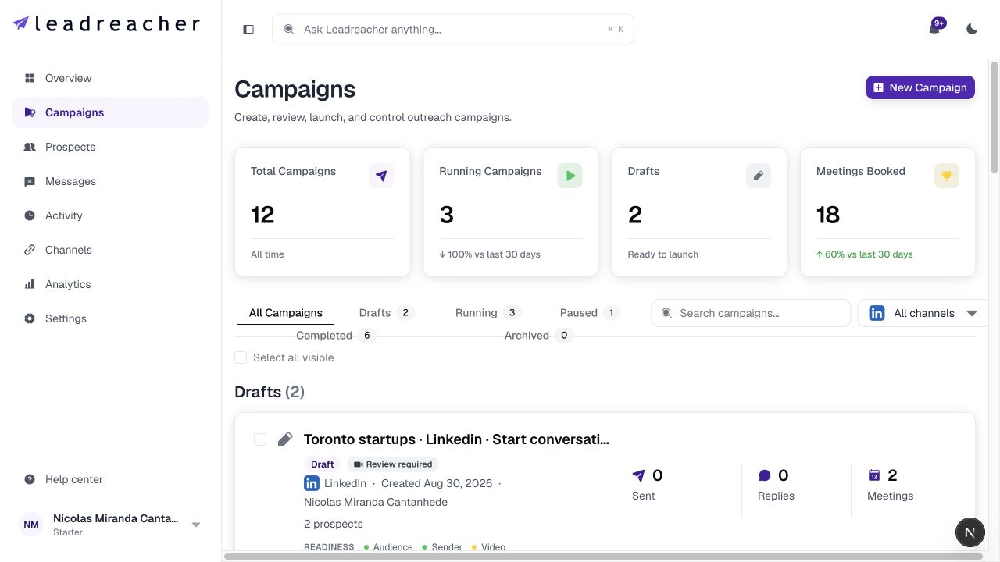 leadreacher
Ask Leadreacher anything...
⌘ K
9+
Overview
Campaigns
Prospects
Messages
Activity
Channels
Analytics
Settings
Help center
NM
Nicolas Miranda Canta...
Starter
Campaigns
New Campaign
Create, review, launch, and control outreach campaigns.
Total Campaigns
12
All time
Running Campaigns
3
↓ 100% vs last 30 days
Drafts
2
Ready to launch
Meetings Booked
18
↑ 60% vs last 30 days
All Campaigns
Drafts 2
Running 3
Paused 1
Completed 6
Archived 0
Search campaigns...
in All channels
Select all visible
Drafts (2)
Toronto startups · Linkedin · Start conversati...
Draft
Review required
in LinkedIn · Created Aug 30, 2026 ·
Nicolas Miranda Cantanhede
2 prospects
READINESS Audience Sender Video
0
Sent
0
Replies
12
2
Meetings
N